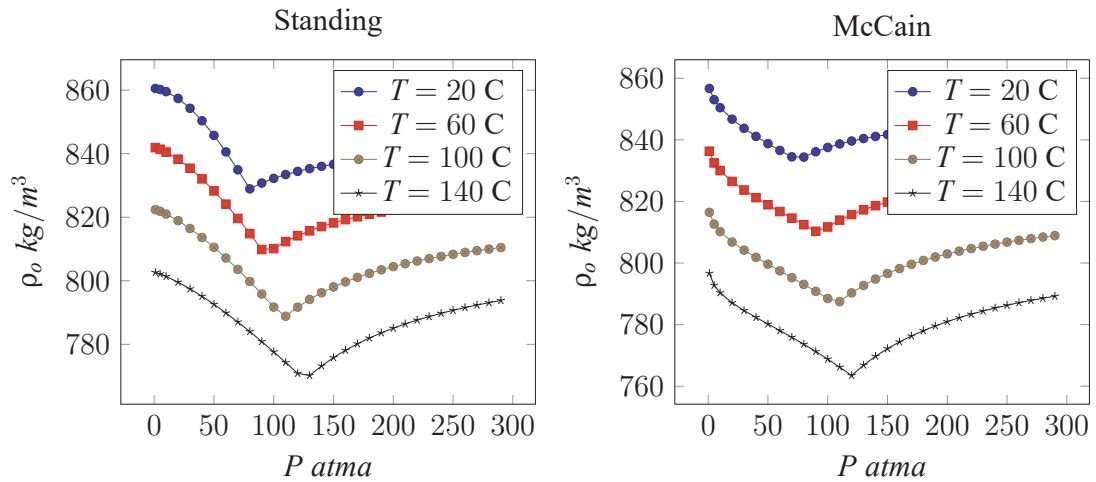 Standing
860
840
820
800
780
ρₒ kg/m³
0 50 100 150 200 250 300
P atma
T = 20 C
T = 60 C
T = 100 C
T = 140 C
McCain
860
840
820
800
780
760
ρₒ kg/m³
0 50 100 150 200 250 300
P atma
T = 20 C
T = 60 C
T = 100 C
T = 140 C